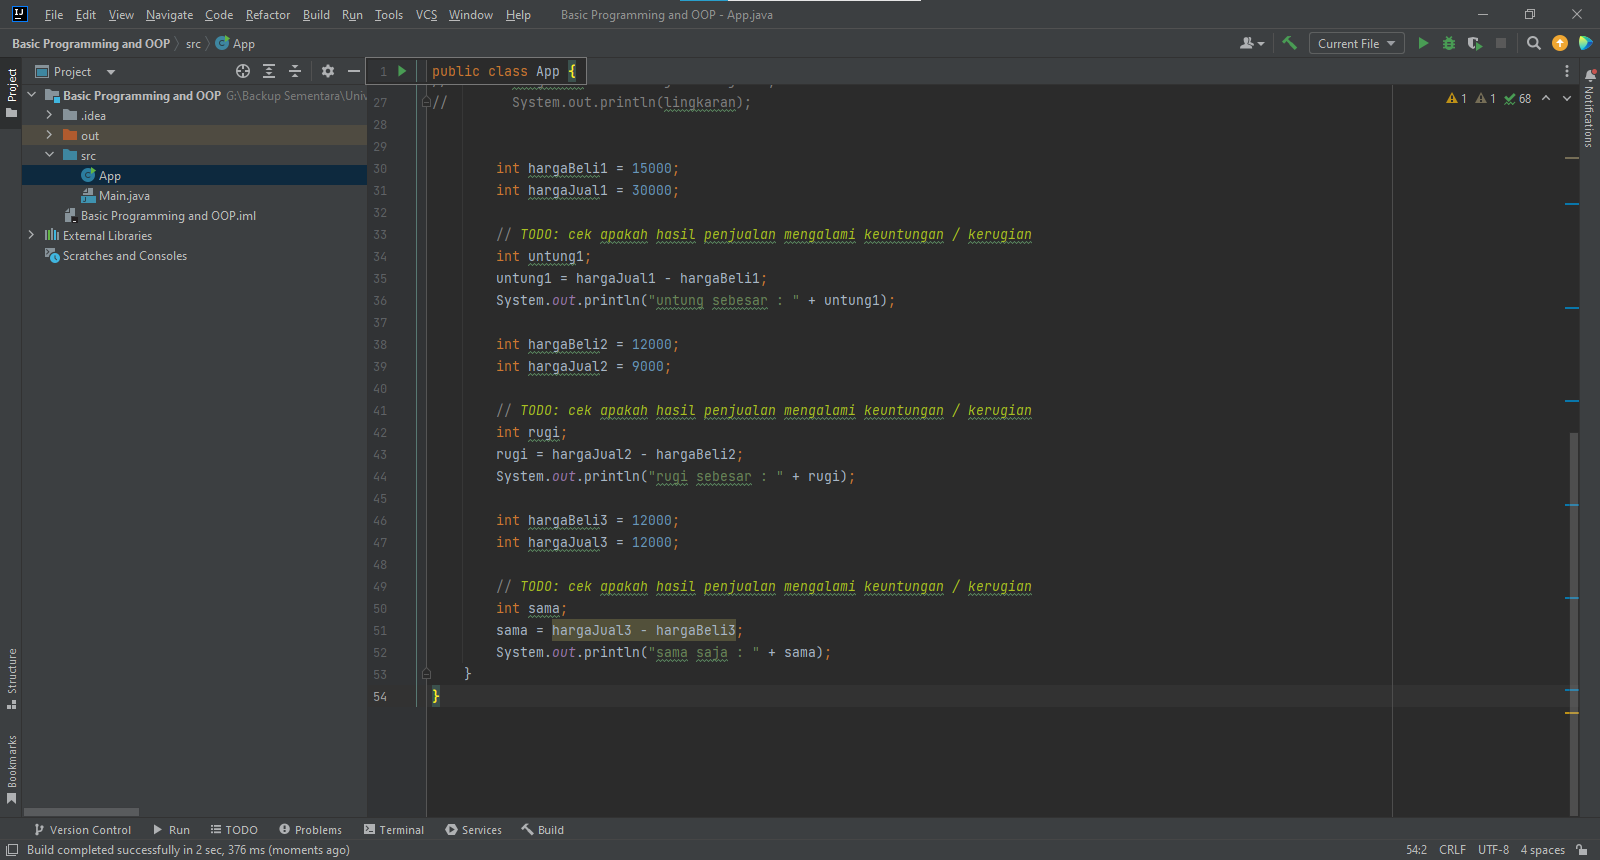 File Edit View Navigate Code Refactor Build Run Tools VCS Window Help Basic Programming and OOP - App.java
Basic Programming and OOP src App Current File
Project
Project
1 public class App {
Basic Programming and OOP G:\Backup Sementara\Univ
.idea
out
src
App
Main.java
Basic Programming and OOP.iml
External Libraries
Scratches and Consoles
Structure
Bookmarks
27 // System.out.println(lingkaran);
28
29
30 int hargaBeli1 = 15000;
31 int hargaJual1 = 30000;
32
33 // TODO: cek apakah hasil penjualan mengalami keuntungan / kerugian
34 int untung1;
35 untung1 = hargaJual1 - hargaBeli1;
36 System.out.println("untung sebesar : " + untung1);
37
38 int hargaBeli2 = 12000;
39 int hargaJual2 = 9000;
40
41 // TODO: cek apakah hasil penjualan mengalami keuntungan / kerugian
42 int rugi;
43 rugi = hargaJual2 - hargaBeli2;
44 System.out.println("rugi sebesar : " + rugi);
45
46 int hargaBeli3 = 12000;
47 int hargaJual3 = 12000;
48
49 // TODO: cek apakah hasil penjualan mengalami keuntungan / kerugian
50 int sama;
51 sama = hargaJual3 - hargaBeli3;
52 System.out.println("sama saja : " + sama);
53 }
54 }
1 1 68
Notifications
Version Control Run TODO Problems Terminal Services Build
Build completed successfully in 2 sec, 376 ms (moments ago) 54:2 CRLF UTF-8 4 spaces